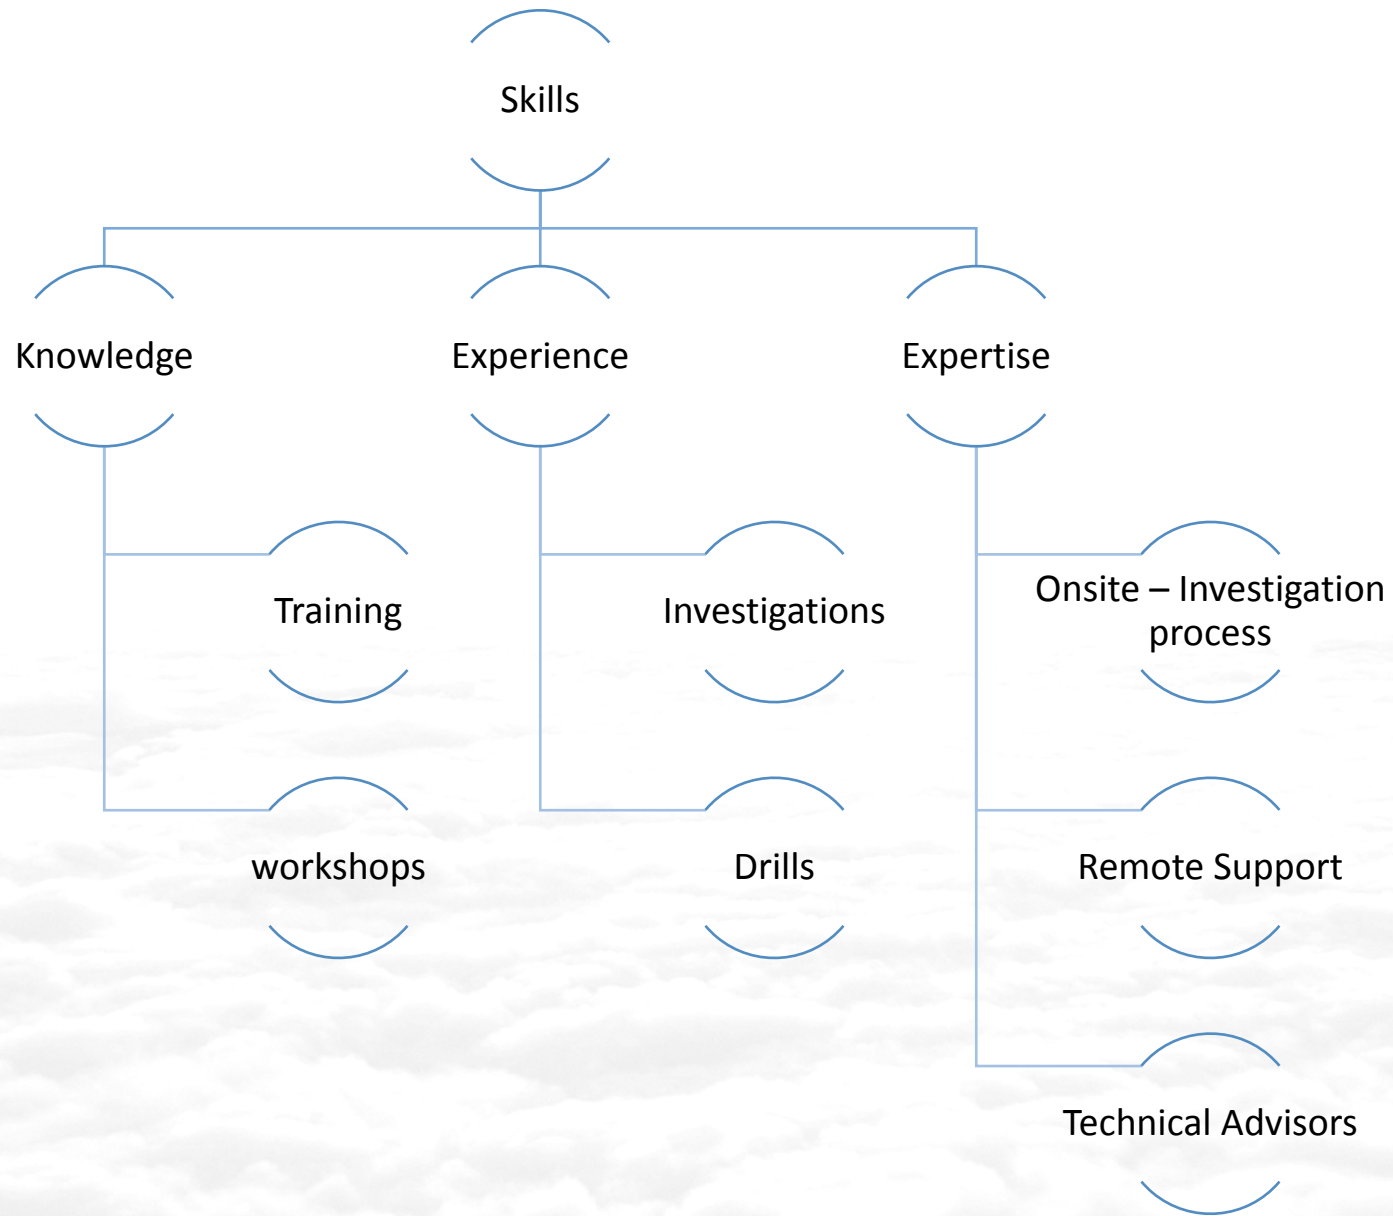 Skills
Knowledge
Experience
Expertise
Training
Investigations
Onsite – Investigation
process
workshops
Drills
Remote Support
Technical Advisors